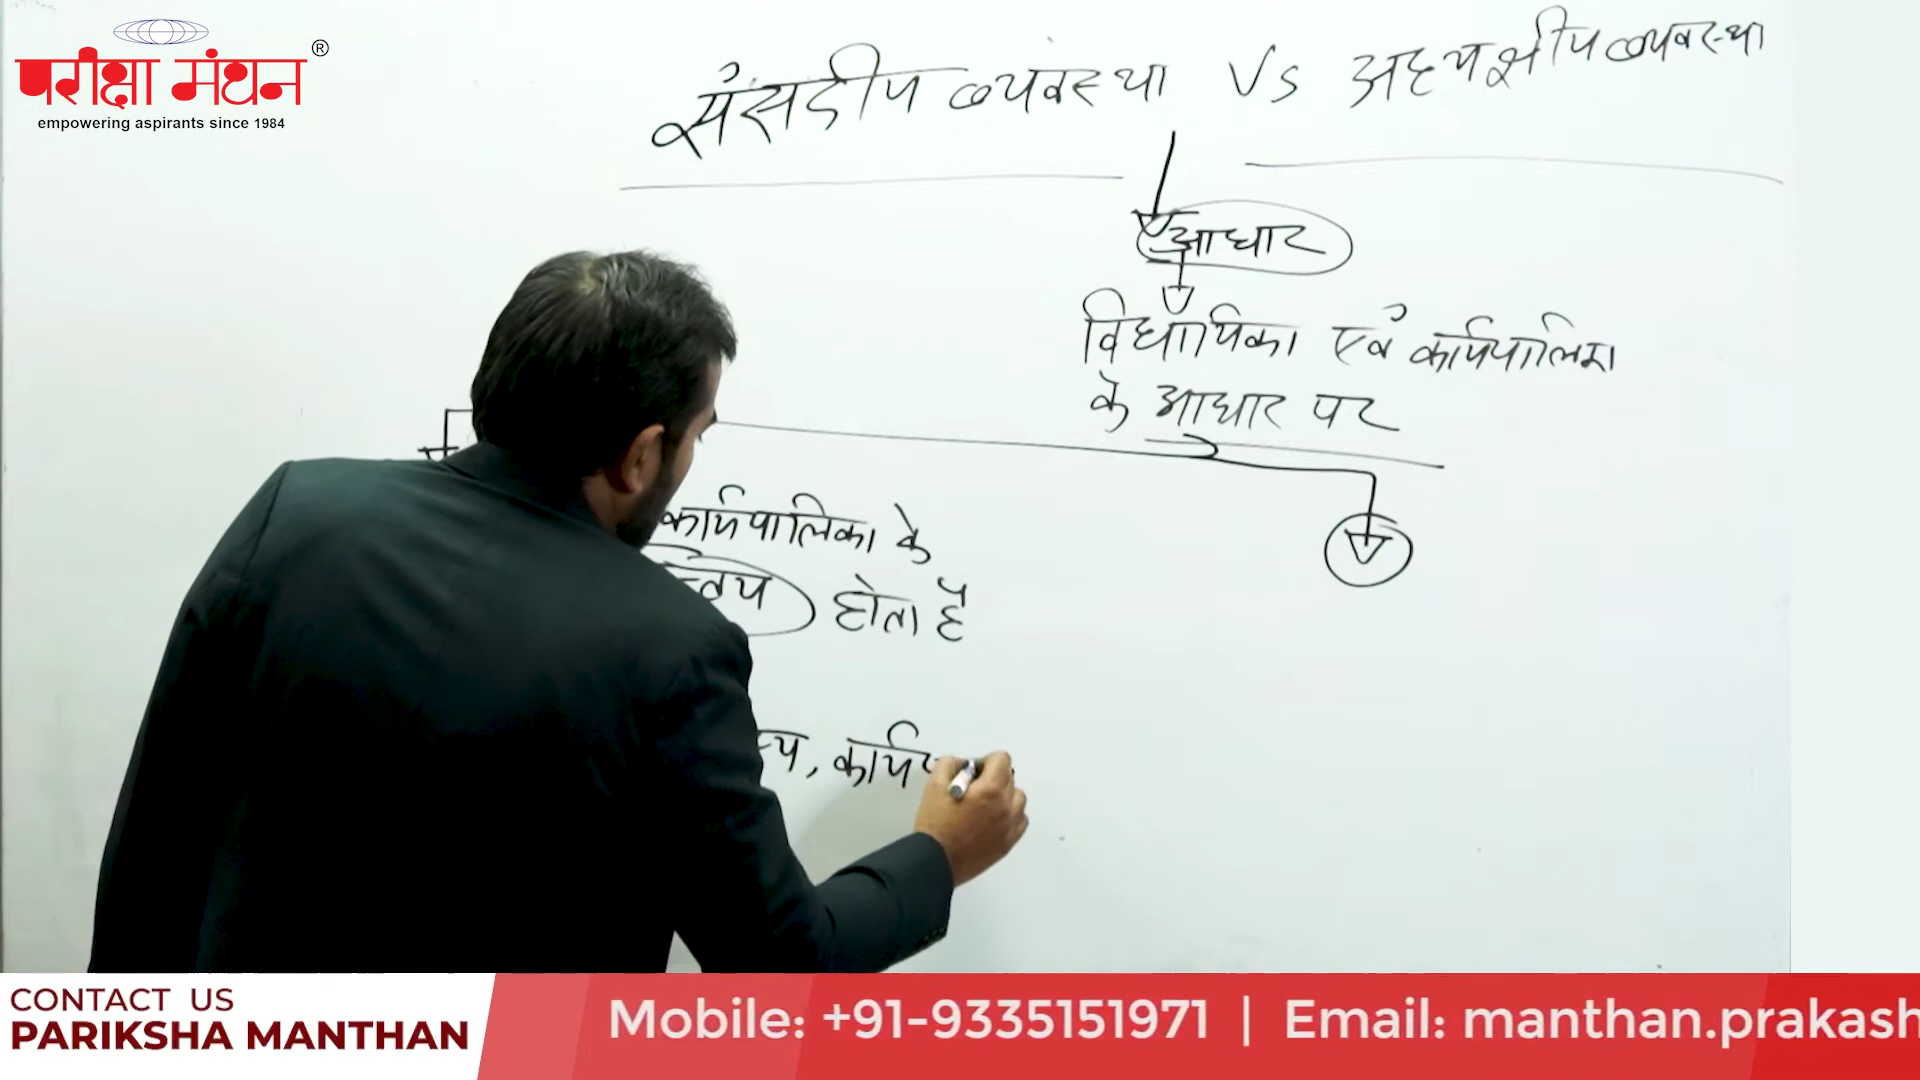 परीक्षा मंथन®
empowering aspirants since 1984
संसदीय व्यवस्था Vs अध्यक्षीय व्यवस्था
आधार
विधायिका एवं कार्यपालिका
के आधार पर
कार्यपालिका के
होता है
CONTACT US
PARIKSHA MANTHAN
Mobile: +91-9335151971 | Email: manthan.prakash